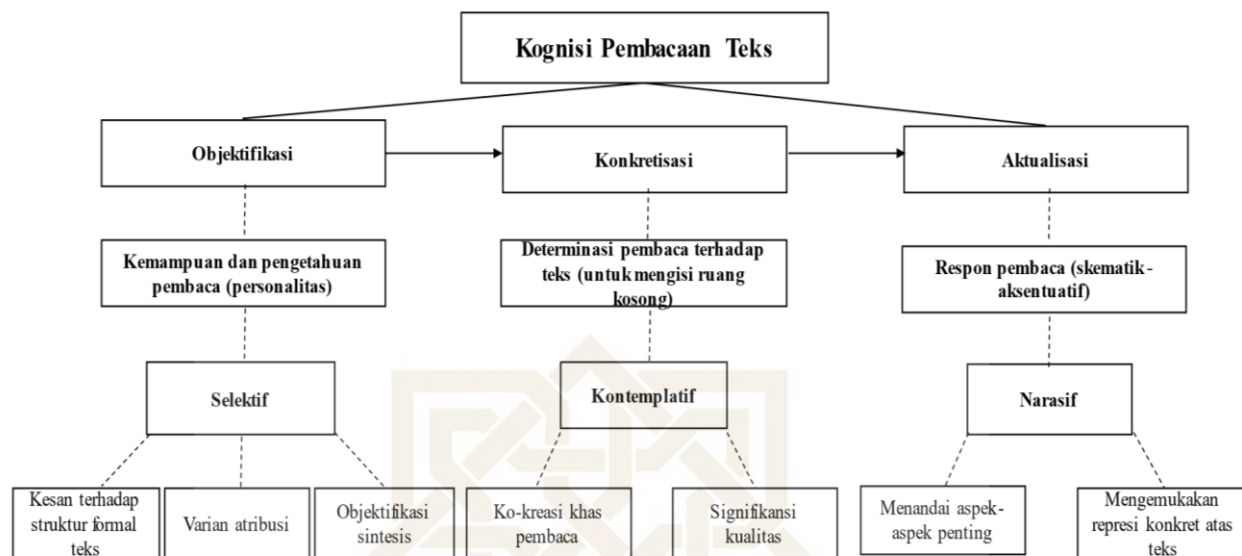 Kognisi Pembacaan Teks
Objektifikasi
Konkretisasi
Aktualisasi
Kemampuan dan pengetahuan
pembaca (personalitas)
Determinasi pembaca terhadap
teks (untuk mengisi ruang
kosong)
Respon pembaca (skematik-
aksentuatif)
Selektif
Kontemplatif
Narasif
Kesan terhadap
struktur formal
teks
Varian atribusi
Objektifikasi
sintesis
Ko-kreasi khas
pembaca
Signifikansi
kualitas
Menandai aspek-
aspek penting
Mengemukakan
represi konkret atas
teks